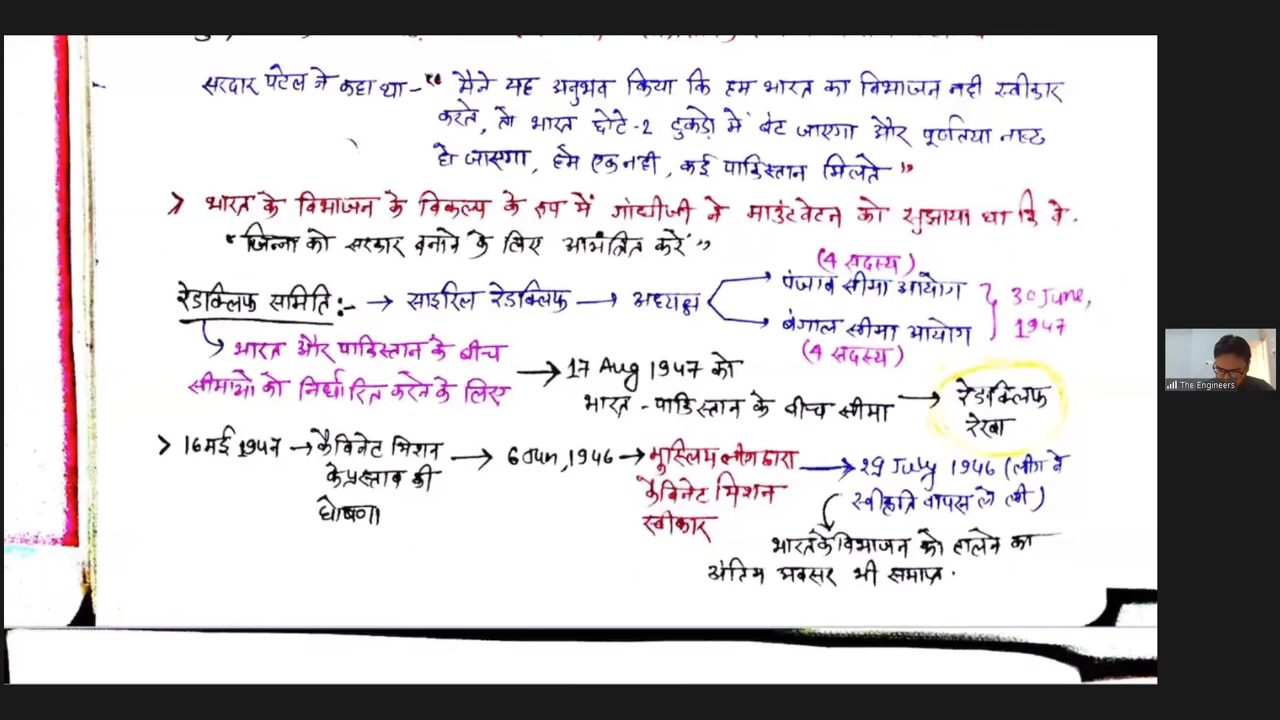 सरदार पटेल ने कहा था - "मैने यह अनुभव किया कि हम भारत का विभाजन नही स्वीकार
करते, तो भारत छोटे-2 टुकड़ो में बंट जाएगा और पूर्णतया नष्ट
हो जाएगा, हमे एक नही, कई पाकिस्तान मिलते"
> भारत के विभाजन के विकल्प के रूप में गांधीजी ने माउंटबेटन को सुझाया था कि वे
"जिन्ना को सरकार बनाने के लिए आमंत्रित करें"
रेडक्लिफ समिति :- → साइरिल रेडक्लिफ → अध्यक्ष
(4 सदस्य)
पंजाब सीमा आयोग
बंगाल सीमा आयोग
(4 सदस्य)
30 June,
1947
भारत और पाकिस्तान के बीच
सीमाओ को निर्धारित करने के लिए
→ 17 Aug 1947 को
भारत - पाकिस्तान के बीच सीमा →
रेडक्लिफ
रेखा
> 16 मई 1947 → कैबिनेट मिशन
के प्रस्ताव की
घोषणा
→ 6 Jun, 1946 → मुस्लिम लीग द्वारा
कैबिनेट मिशन
स्वीकार
→ 29 July 1946 (लीग ने
स्वीकृति वापस ले ली)
भारत के विभाजन को टालने का
अंतिम अवसर भी समाप्त.
The Engineers